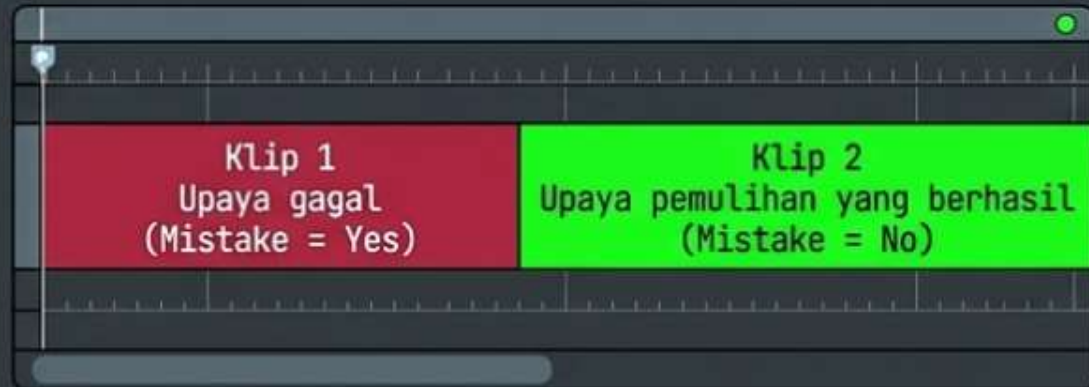 Klip 1
Upaya gagal
(Mistake = Yes)
Klip 2
Upaya pemulihan yang berhasil
(Mistake = No)